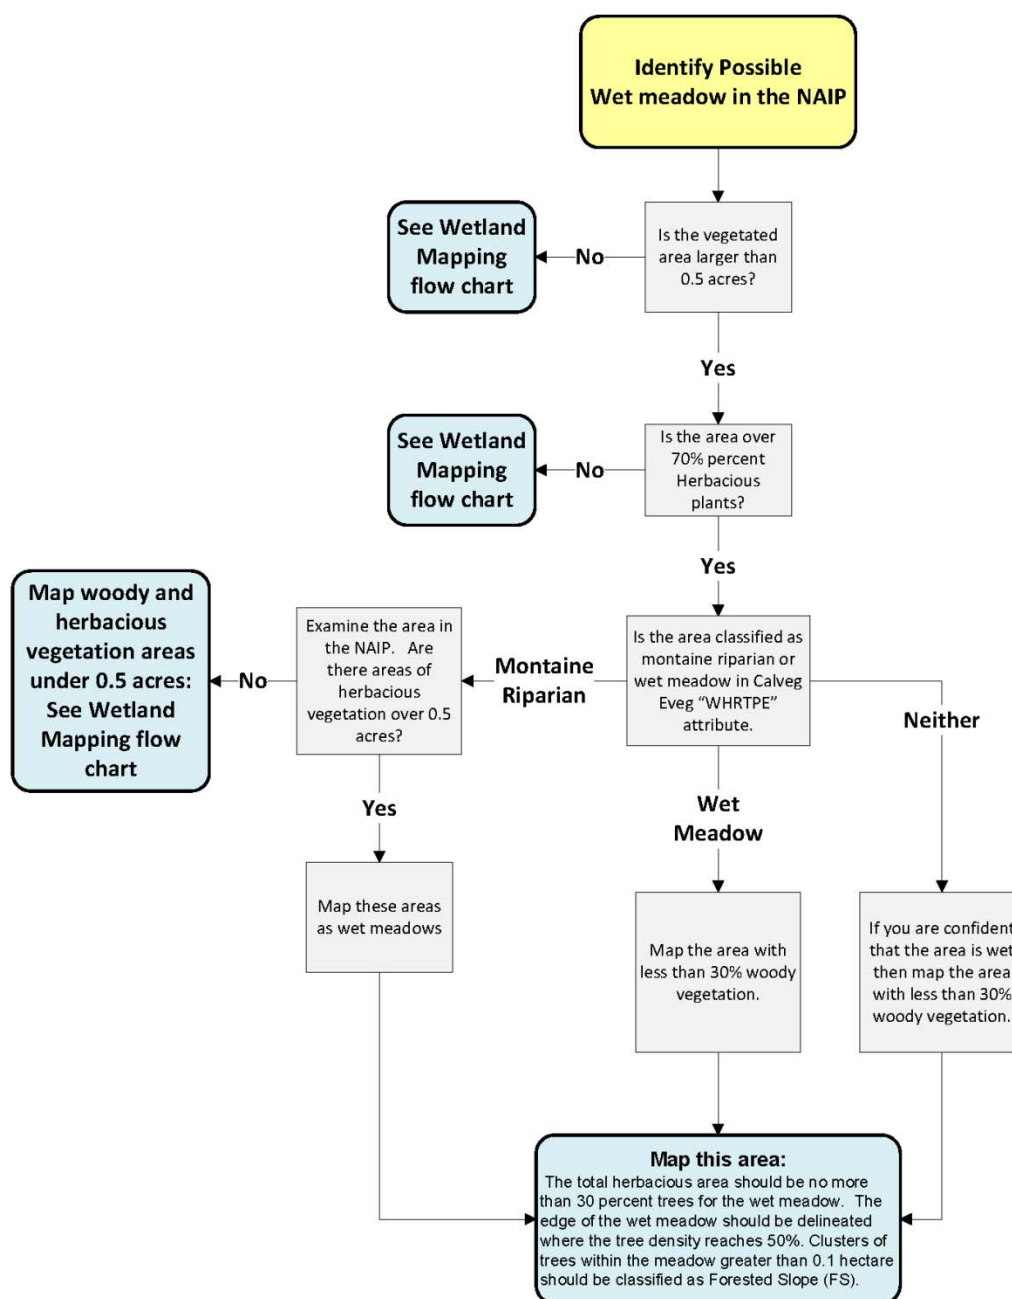 Identify Possible
Wet meadow in the NAIP
See Wetland
Mapping
flow chart
No
Is the vegetated
area larger than
0.5 acres?
Yes
See Wetland
Mapping
flow chart
No
Is the area over
70% percent
Herbacious
plants?
Yes
Map woody and
herbacious
vegetation areas
under 0.5 acres:
See Wetland
Mapping flow
chart
No
Examine the area in
the NAIP. Are
there areas of
herbacious
vegetation over 0.5
acres?
Montaine
Riparian
Is the area classified as
montaine riparian or
wet meadow in Calveg
Eveg “WHRTPE”
attribute.
Neither
Yes
Wet
Meadow
Map these areas
as wet meadows
Map the area with
less than 30% woody
vegetation.
If you are confident
that the area is wet
then map the area
with less than 30%
woody vegetation.
Map this area:
The total herbacious area should be no more
than 30 percent trees for the wet meadow. The
edge of the wet meadow should be delineated
where the tree density reaches 50%. Clusters of
trees within the meadow greater than 0.1 hectare
should be classified as Forested Slope (FS).